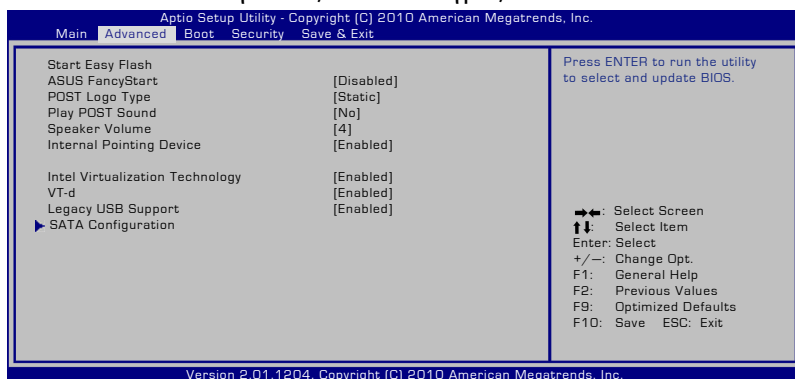 Aptio Setup Utility - Copyright (C) 2010 American Megatrends, Inc.
Main Advanced Boot Security Save & Exit
Start Easy Flash
ASUS FancyStart [Disabled]
POST Logo Type [Static]
Play POST Sound [No]
Speaker Volume [4]
Internal Pointing Device [Enabled]
Intel Virtualization Technology [Enabled]
VT-d [Enabled]
Legacy USB Support [Enabled]
SATA Configuration
Press ENTER to run the utility
to select and update BIOS.
→←: Select Screen
↑↓: Select Item
Enter: Select
+/—: Change Opt.
F1: General Help
F2: Previous Values
F9: Optimized Defaults
F10: Save ESC: Exit
Version 2.01.1204. Copyright (C) 2010 American Megatrends, Inc.